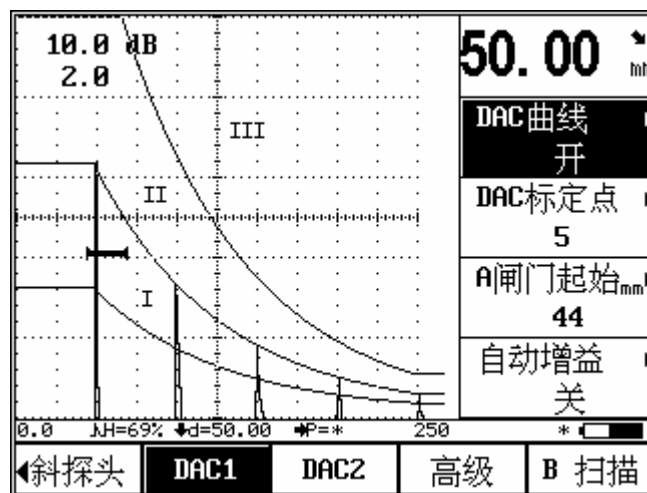 10.0 dB
2.0
III
II
I
50.00
DAC曲线
开
DAC标定点
5
A闸门起始mm
44
自动增益
关
0.0 H=69% d=50.00 P=* 250 *
斜探头 DAC1 DAC2 高级 B 扫描